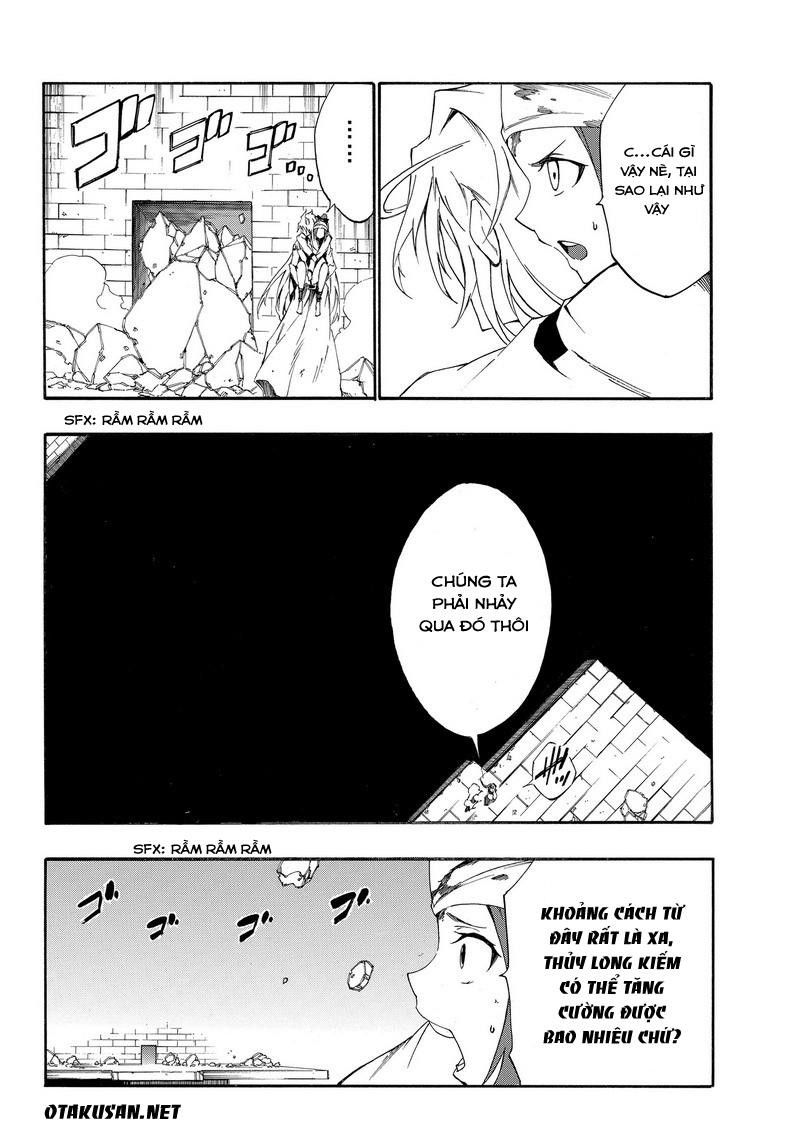 C...CÁI GÌ
VẬY NÈ, TẠI
SAO LẠI NHƯ
VẬY
......
ゴゴゴ...
SFX: RẦM RẦM RẦM
CHÚNG TA
PHẢI NHẢY
QUA ĐÓ THÔI
SFX: RẦM RẦM RẦM
ゴゴゴゴ
KHOẢNG CÁCH TỪ
ĐÂY RẤT LÀ XA,
THỦY LONG KIẾM
CÓ THỂ TĂNG
CƯỜNG ĐƯỢC
BAO NHIÊU CHỨ?
OTAKUSAN.NET